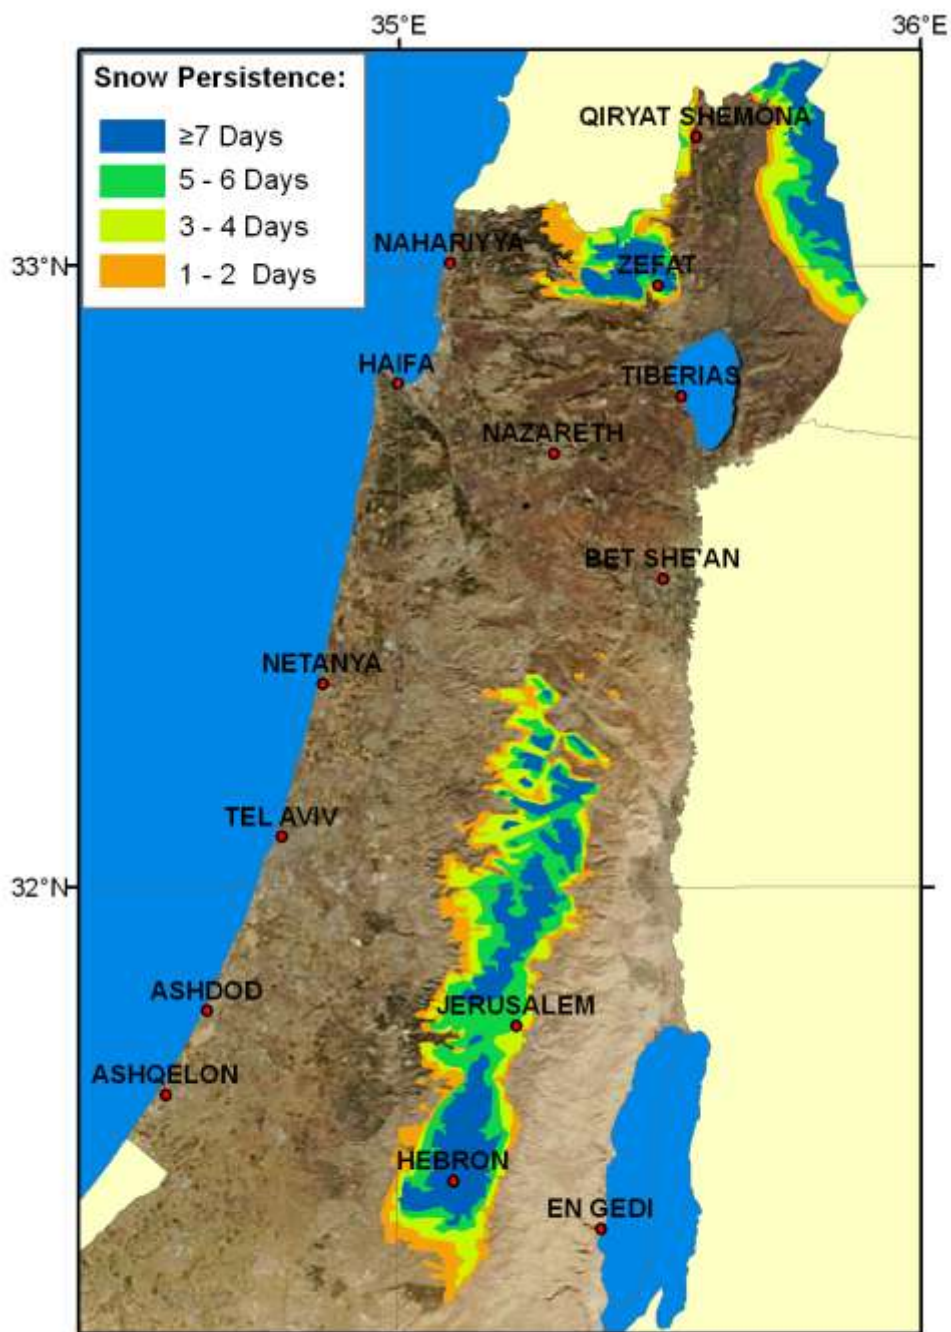 35°E
36°E
Snow Persistence:
≥7 Days
5 - 6 Days
3 - 4 Days
1 - 2 Days
QIRYAT SHEMONA
33°N
NAHARIYYA
ZEFAT
HAIFA
TIBERIAS
NAZARETH
BET SHE'AN
NETANYA
TEL AVIV
32°N
ASHDOD
JERUSALEM
ASHQELON
HEBRON
EN GEDI